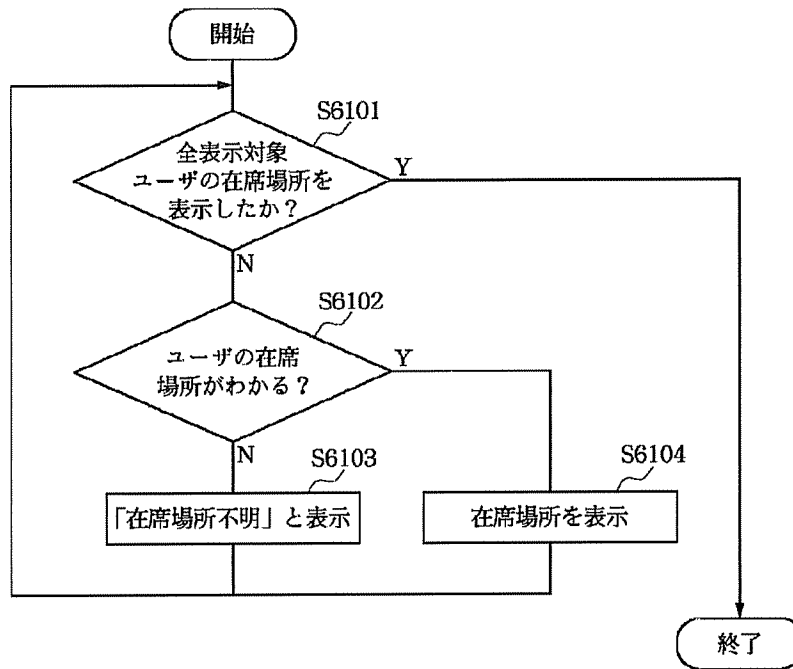 開始
S6101
全表示対象
ユーザの在席場所を
表示したか？
Y
N
S6102
ユーザの在席
場所がわかる？
Y
N
S6103
「在席場所不明」と表示
S6104
在席場所を表示
終了